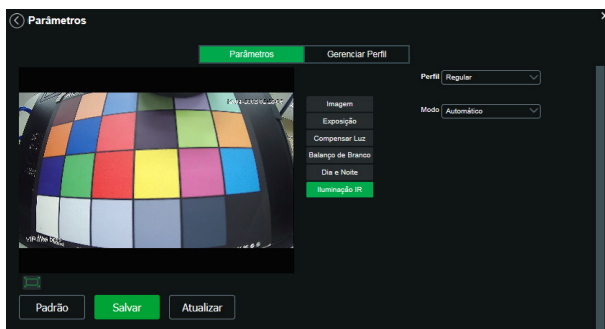 Parâmetros
Parâmetros
Gerenciar Perfil
Perfil
Regular
Imagem
Modo
Automático
Exposição
Compensar Luz
Balanço de Branco
Dia e Noite
Iluminação IR
Padrão
Salvar
Atualizar